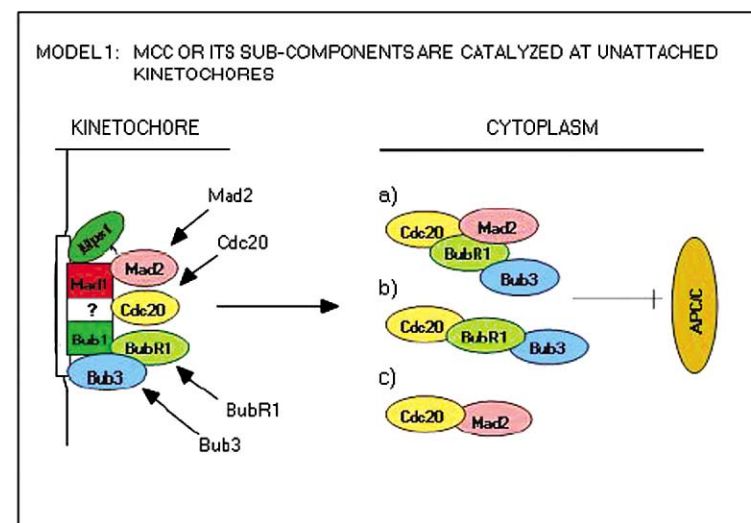 MODEL 1: MCC OR ITS SUB-COMPONENTS ARE CATALYZED AT UNATTACHED
KINETOCHORES
KINETOCHORE
CYTOPLASM
Mps1
Mad1
?
Bub1
Mad2
Cdc20
BubR1
Bub3
Mad2
Cdc20
BubR1
Bub3
a)
Cdc20
Mad2
BubR1
Bub3
b)
Cdc20
BubR1
Bub3
c)
Cdc20
Mad2
APC/C